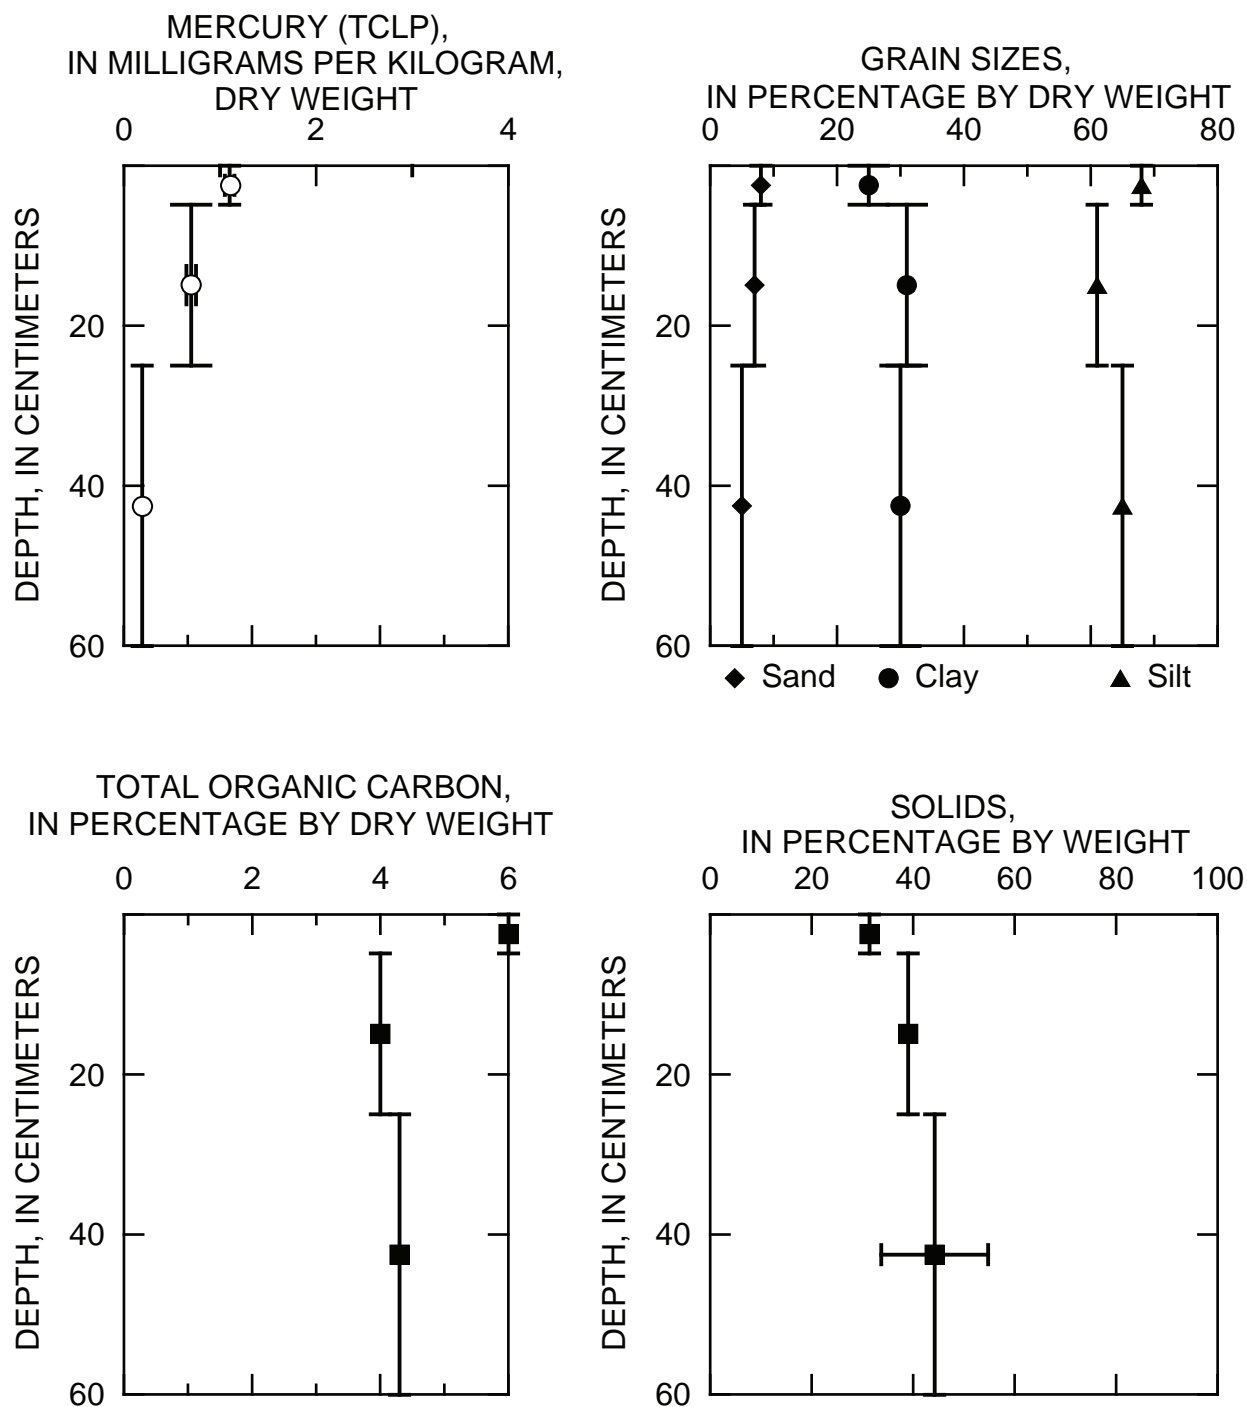 MERCURY (TCLP),
IN MILLIGRAMS PER KILOGRAM,
DRY WEIGHT
0 2 4
DEPTH, IN CENTIMETERS
20
40
60
GRAIN SIZES,
IN PERCENTAGE BY DRY WEIGHT
0 20 40 60 80
DEPTH, IN CENTIMETERS
20
40
60
Sand Clay Silt
TOTAL ORGANIC CARBON,
IN PERCENTAGE BY DRY WEIGHT
0 2 4 6
DEPTH, IN CENTIMETERS
20
40
60
SOLIDS,
IN PERCENTAGE BY WEIGHT
0 20 40 60 80 100
DEPTH, IN CENTIMETERS
20
40
60